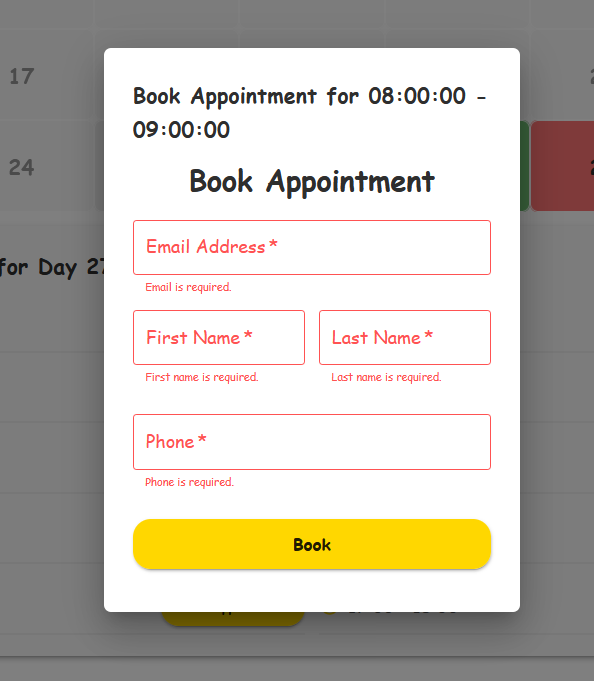 17
Book Appointment for 08:00:00 -
09:00:00
24
Book Appointment
Email Address *
for Day 27
Email is required.
First Name * Last Name *
First name is required. Last name is required.
Phone *
Phone is required.
Book